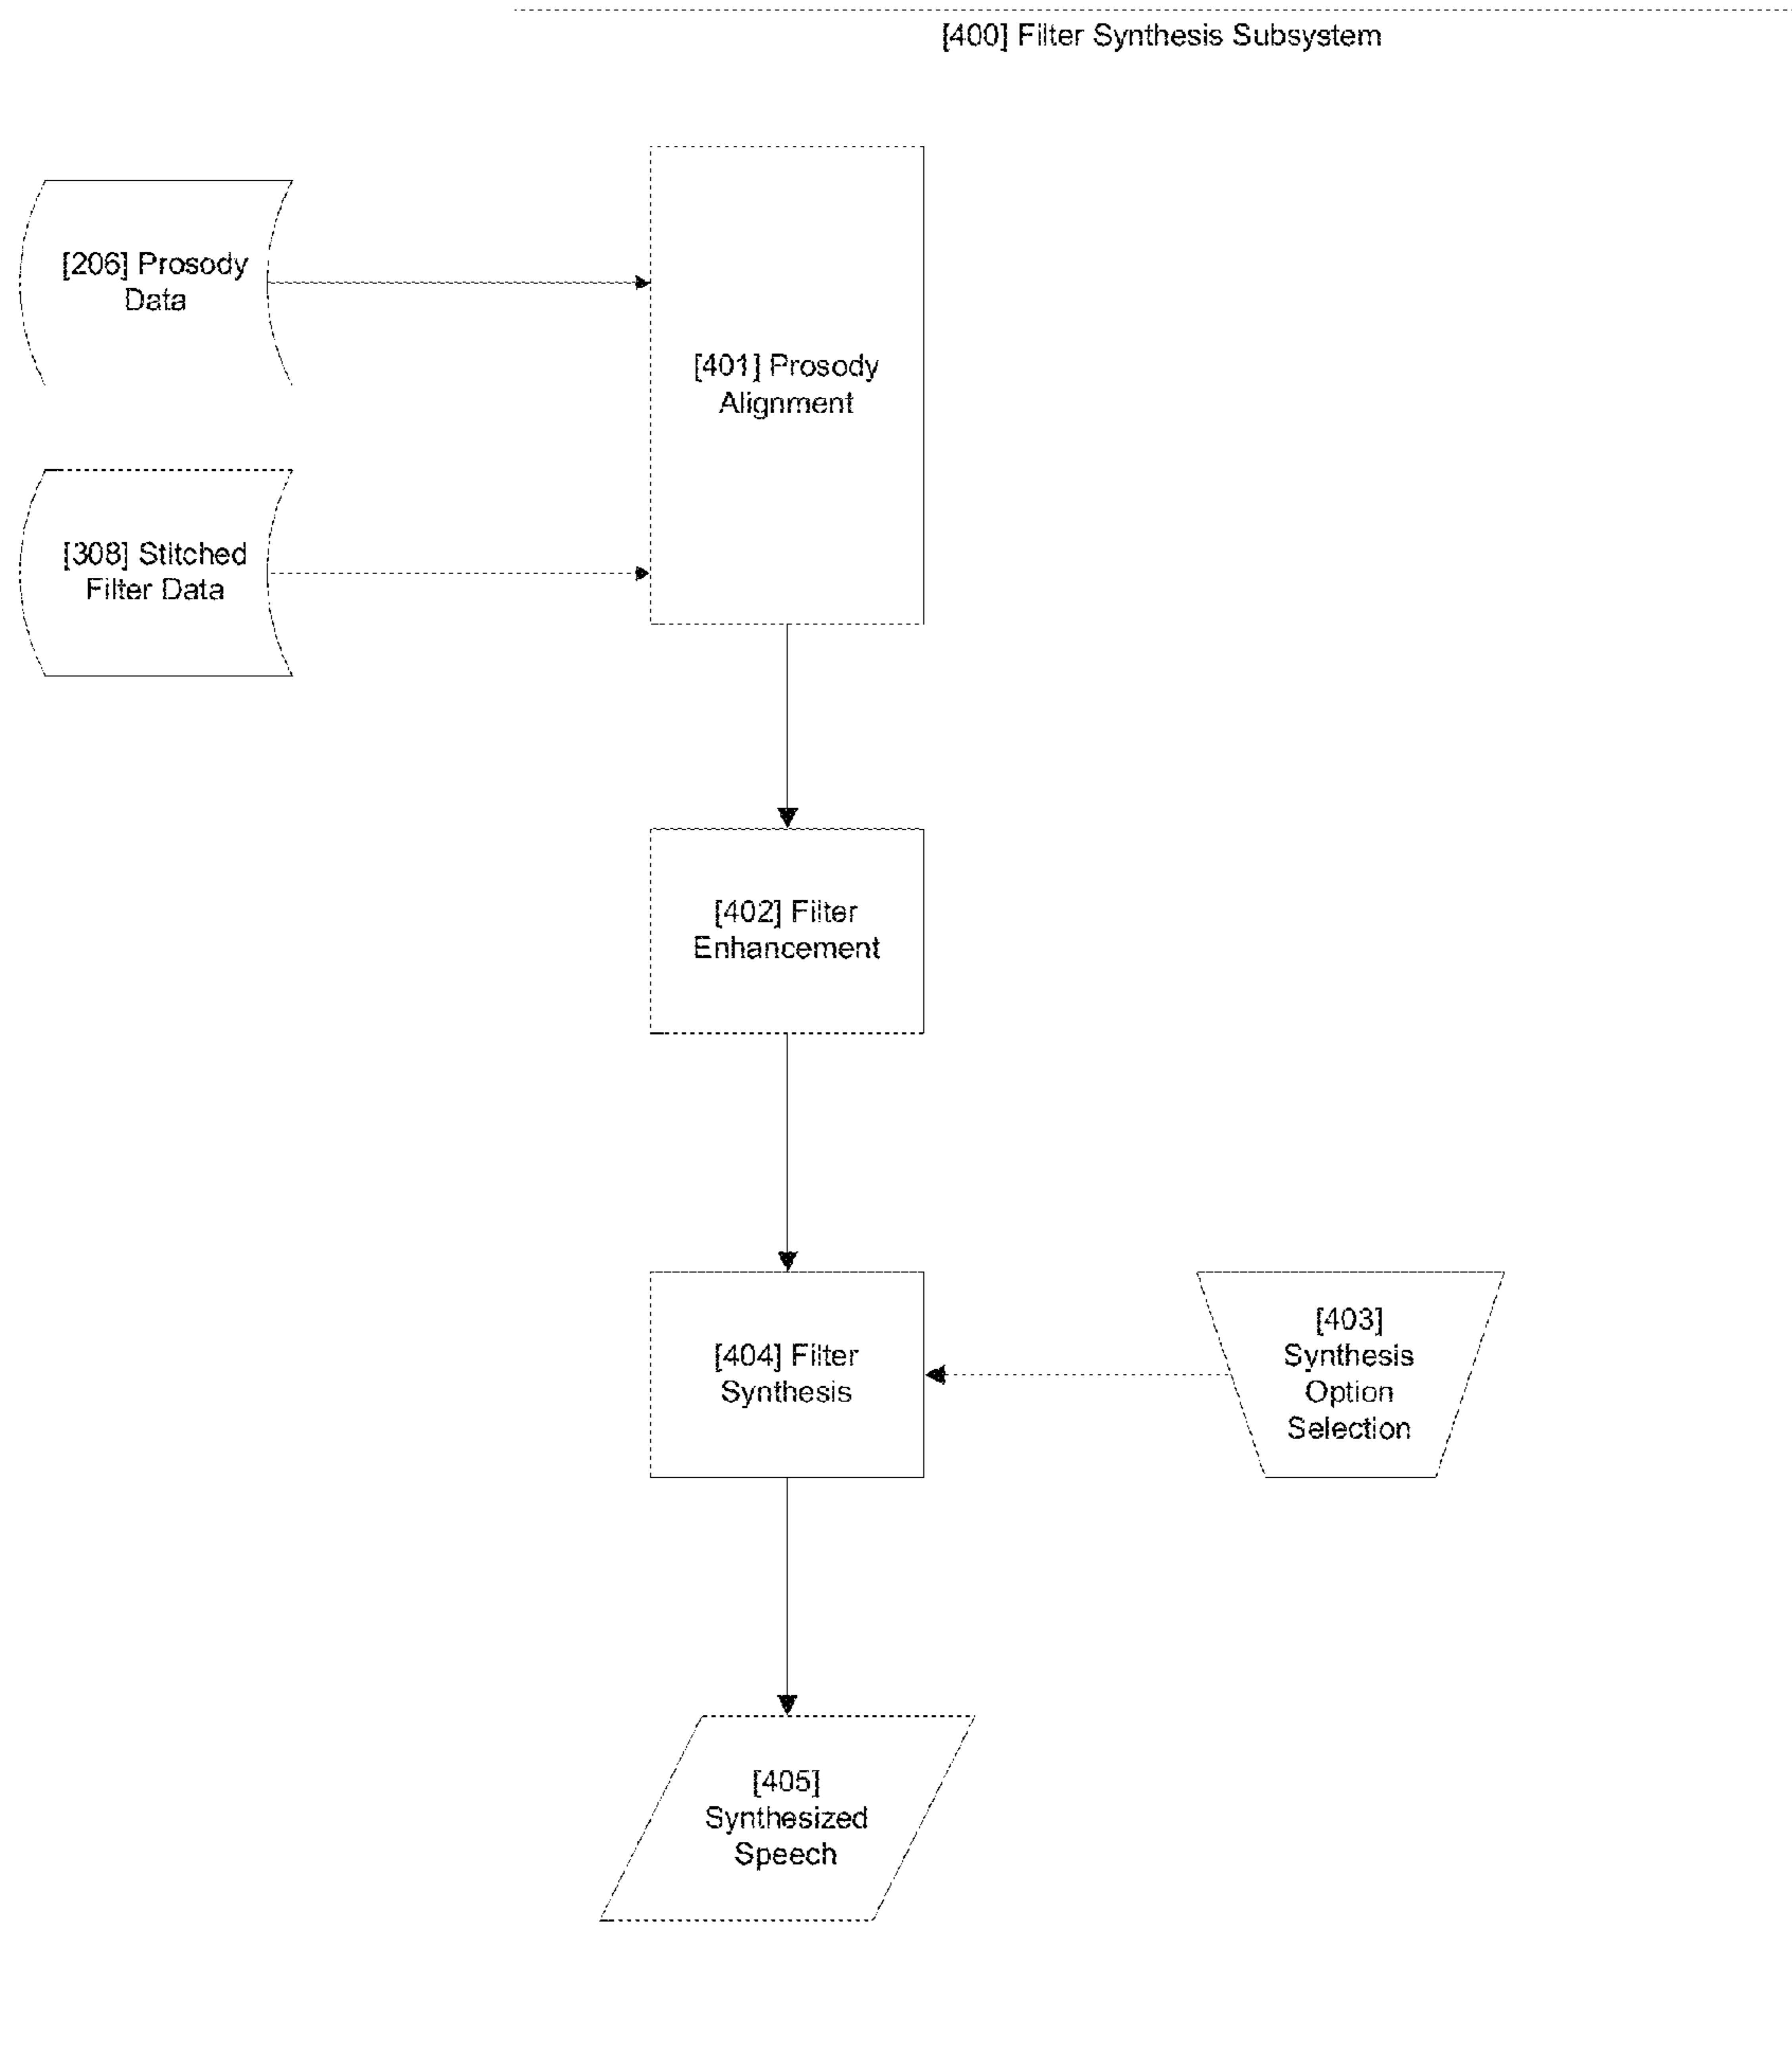 [400] Filter Synthesis Subsystem
[206] Prosody
Data
[401] Prosody
Alignment
[308] Stitched
Filter Data
[402] Filter
Enhancement
[404] Filter
Synthesis
[403]
Synthesis
Option
Selection
[405]
Synthesized
Speech